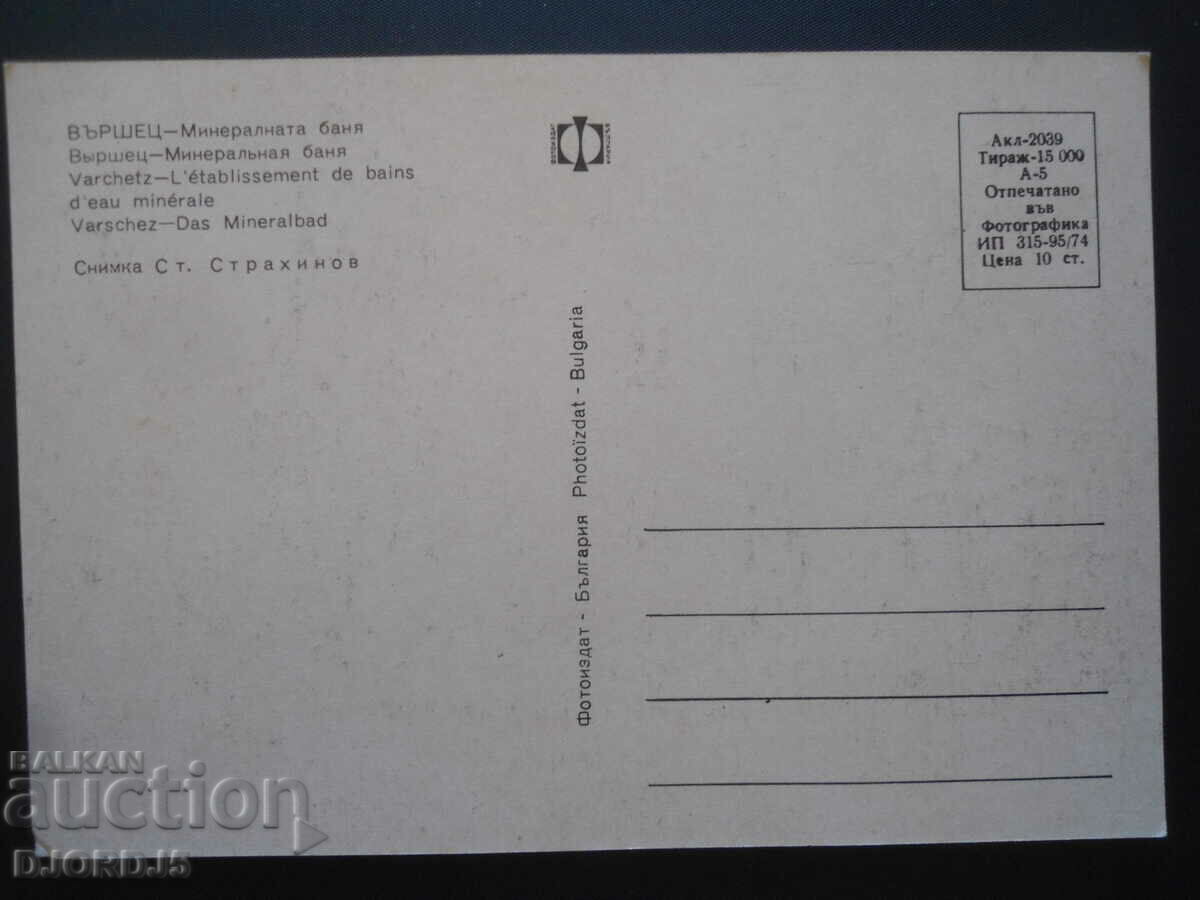 ВЪРШЕЦ—Минералната баня
Выршец—Минеральная баня
Varchetz—L'établissement de bains
d'eau minérale
Varschez—Das Mineralbad
Снимка Ст. Страхинов
Фотоиздат - България Photoïzdat - Bulgaria
Акл-2039
Тираж-15 000
А-5
Отпечатано
във
Фотографика
ИП 315-95/74
Цена 10 ст.
BALKAN
auction
DJORDJ5